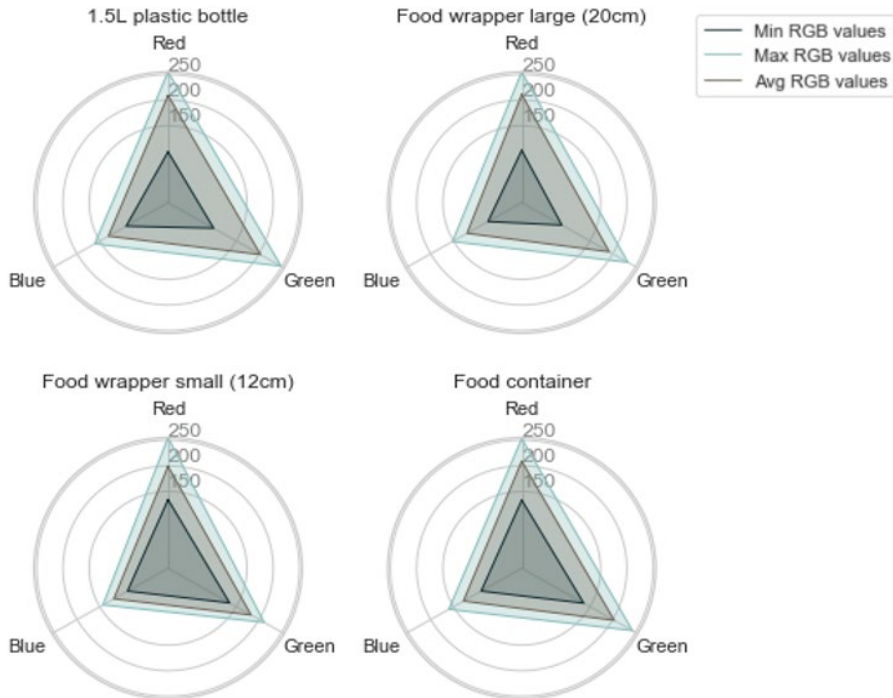 1.5L plastic bottle
Food wrapper large (20cm)
Min RGB values
Max RGB values
Avg RGB values
Red
250
200
150
Blue
Green
Red
250
200
150
Blue
Green
Food wrapper small (12cm)
Food container
Red
250
200
150
Blue
Green
Red
250
200
150
Blue
Green